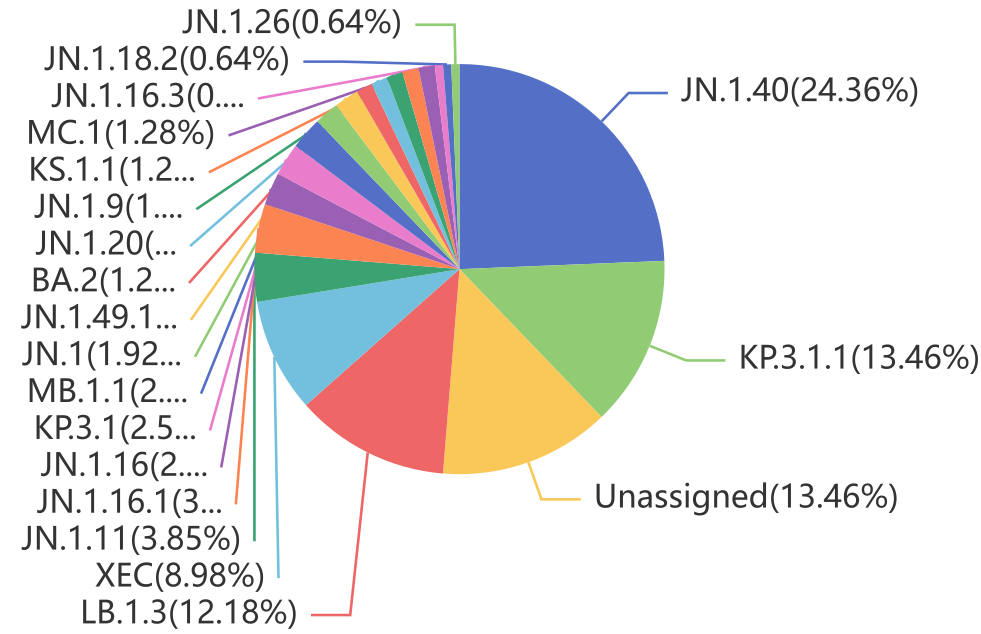 JN.1.26(0.64%)
JN.1.18.2(0.64%)
JN.1.16.3(0....
MC.1(1.28%)
KS.1.1(1.2...
JN.1.9(1....
JN.1.20(...
BA.2(1.2...
JN.1.49.1...
JN.1(1.92...
MB.1.1(2....
KP.3.1(2.5...
JN.1.16(2....
JN.1.16.1(3...
JN.1.11(3.85%)
XEC(8.98%)
LB.1.3(12.18%)
JN.1.40(24.36%)
KP.3.1.1(13.46%)
Unassigned(13.46%)